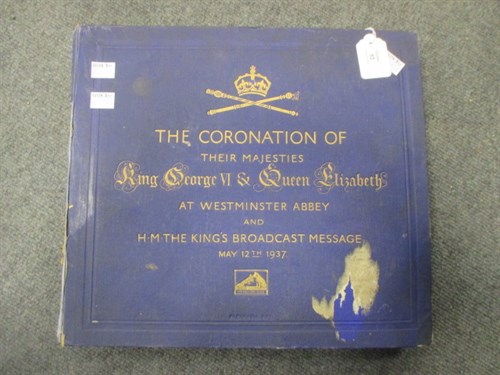 THE CORONATION OF
THEIR MAJESTIES
King George VI & Queen Elizabeth
AT WESTMINSTER ABBEY
AND
H·M·THE KING'S BROADCAST MESSAGE
MAY 12TH 1937